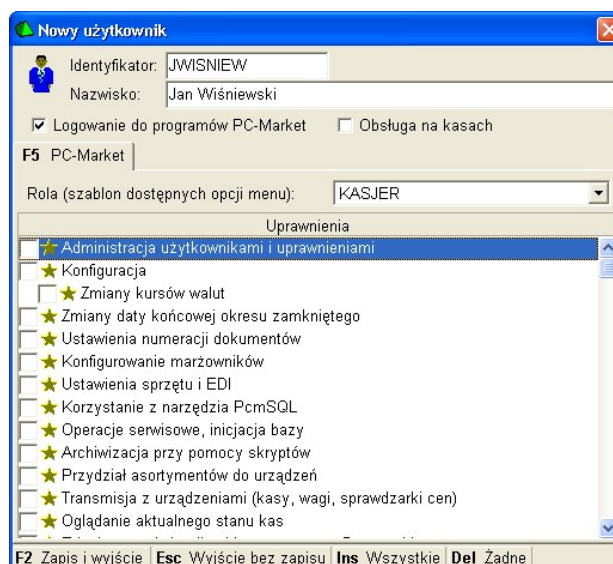 Nowy użytkownik
Identyfikator: JWISNIEW
Nazwisko: Jan Wiśniewski
Logowanie do programów PC-Market Obsługa na kasach
F5 PC-Market
Rola (szablon dostępnych opcji menu): KASJER
Uprawnienia
Administracja użytkownikami i uprawnieniami
Konfiguracja
Zmiany kursów walut
Zmiany daty końcowej okresu zamkniętego
Ustawienia numeracji dokumentów
Konfigurowanie marżowników
Ustawienia sprzętu i EDI
Korzystanie z narzędzia PcmSQL
Operacje serwisowe, inicjacja bazy
Archiwizacja przy pomocy skryptów
Przydział asortymentów do urządzeń
Transmisja z urządzeniami (kasy, wagi, sprawdzarki cen)
Oglądanie aktualnego stanu kas
F2 Zapis i wyjście Esc Wyjście bez zapisu Ins Wszystkie Del Żadne